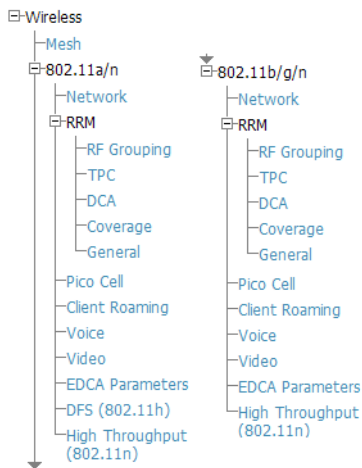 Wireless
Mesh
802.11a/n
Network
RRM
RF Grouping
TPC
DCA
Coverage
General
Pico Cell
Client Roaming
Voice
Video
EDCA Parameters
DFS (802.11h)
High Throughput
(802.11n)
802.11b/g/n
Network
RRM
RF Grouping
TPC
DCA
Coverage
General
Pico Cell
Client Roaming
Voice
Video
EDCA Parameters
High Throughput
(802.11n)